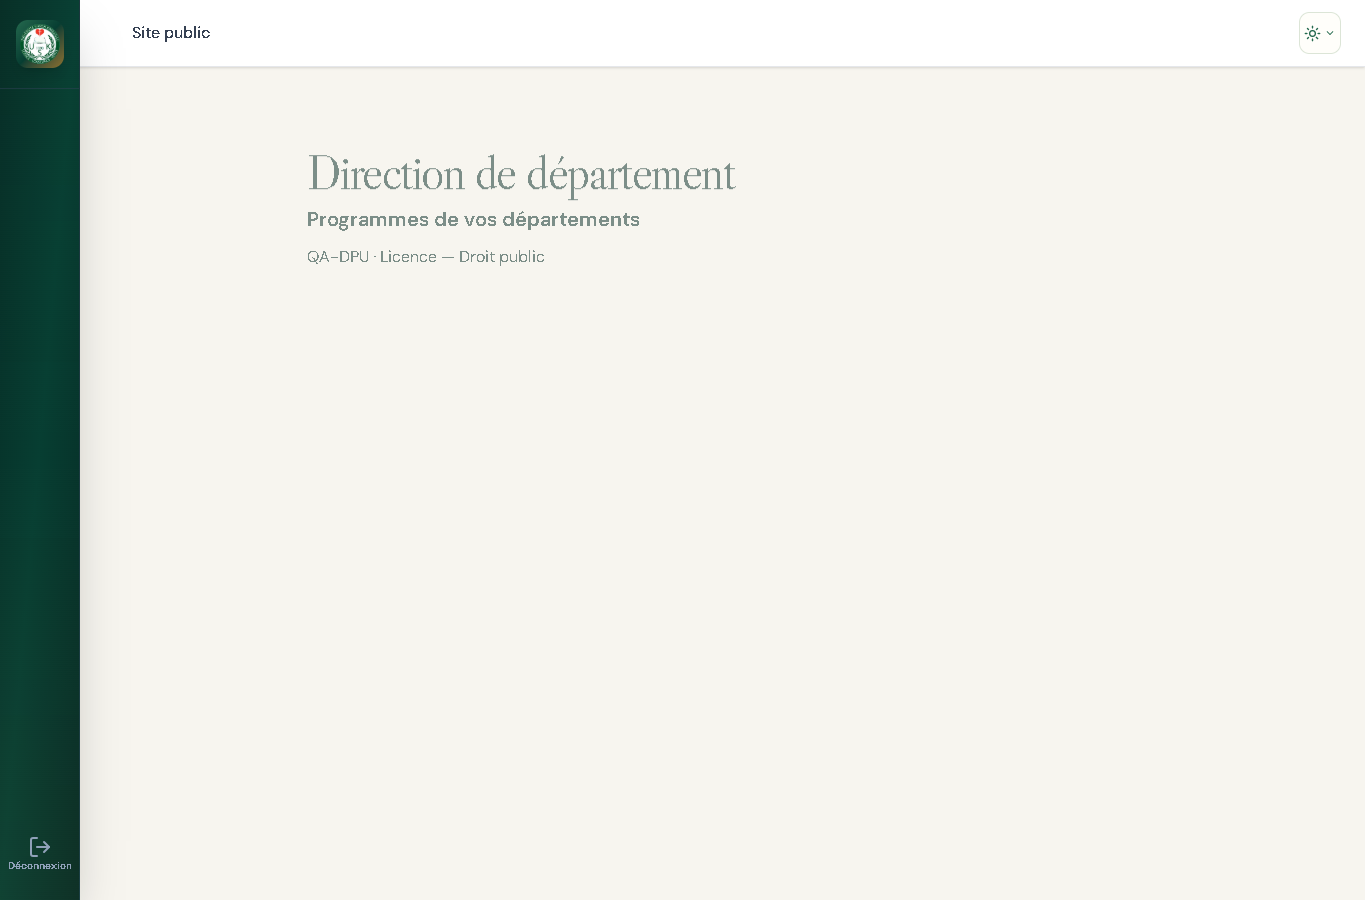 Site public
Direction de département
Programmes de vos départements
QA-DPU · Licence — Droit public
Déconnexion